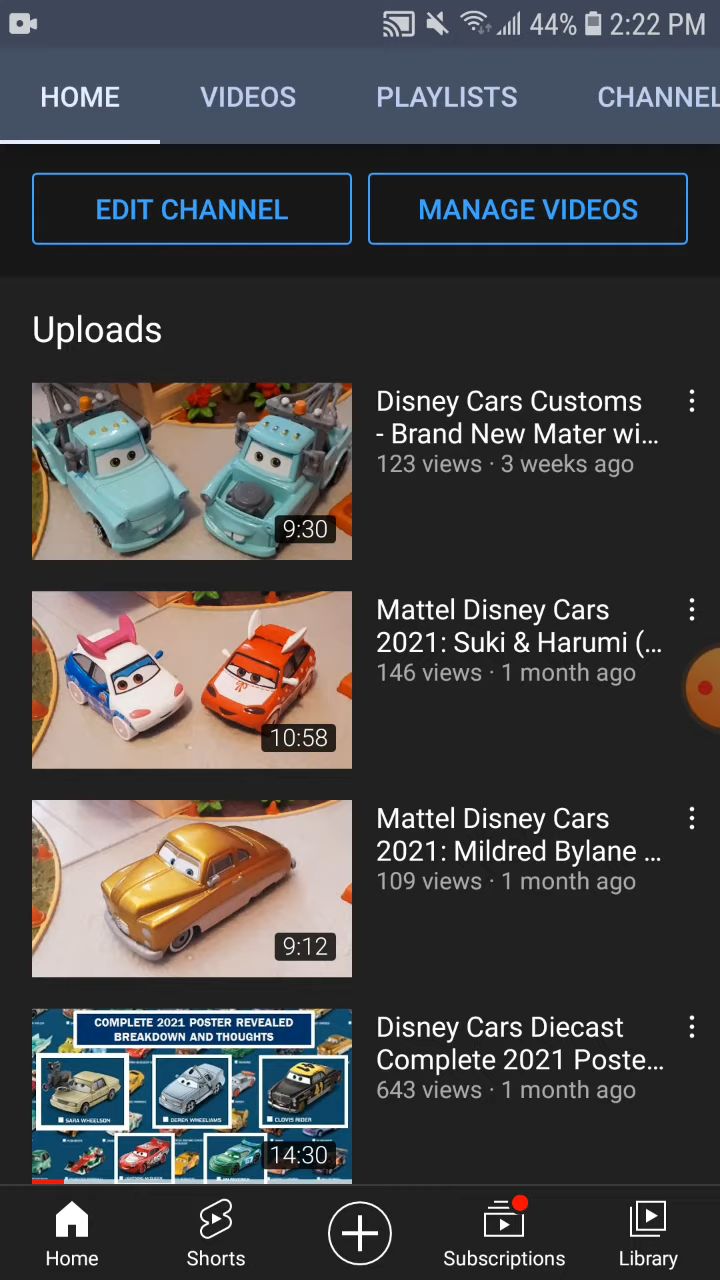 44% 2:22 PM
HOME VIDEOS PLAYLISTS CHANNEL
EDIT CHANNEL MANAGE VIDEOS
Uploads
Disney Cars Customs
- Brand New Mater wi...
123 views · 3 weeks ago
9:30
Mattel Disney Cars
2021: Suki & Harumi (...
146 views · 1 month ago
10:58
Mattel Disney Cars
2021: Mildred Bylane ...
109 views · 1 month ago
9:12
COMPLETE 2021 POSTER REVEALED
BREAKDOWN AND THOUGHTS
SARA WHEELSON DEREK WHEELIAMS CLOVIS RIDER
14:30
Disney Cars Diecast
Complete 2021 Poste...
643 views · 1 month ago
Home Shorts Subscriptions Library